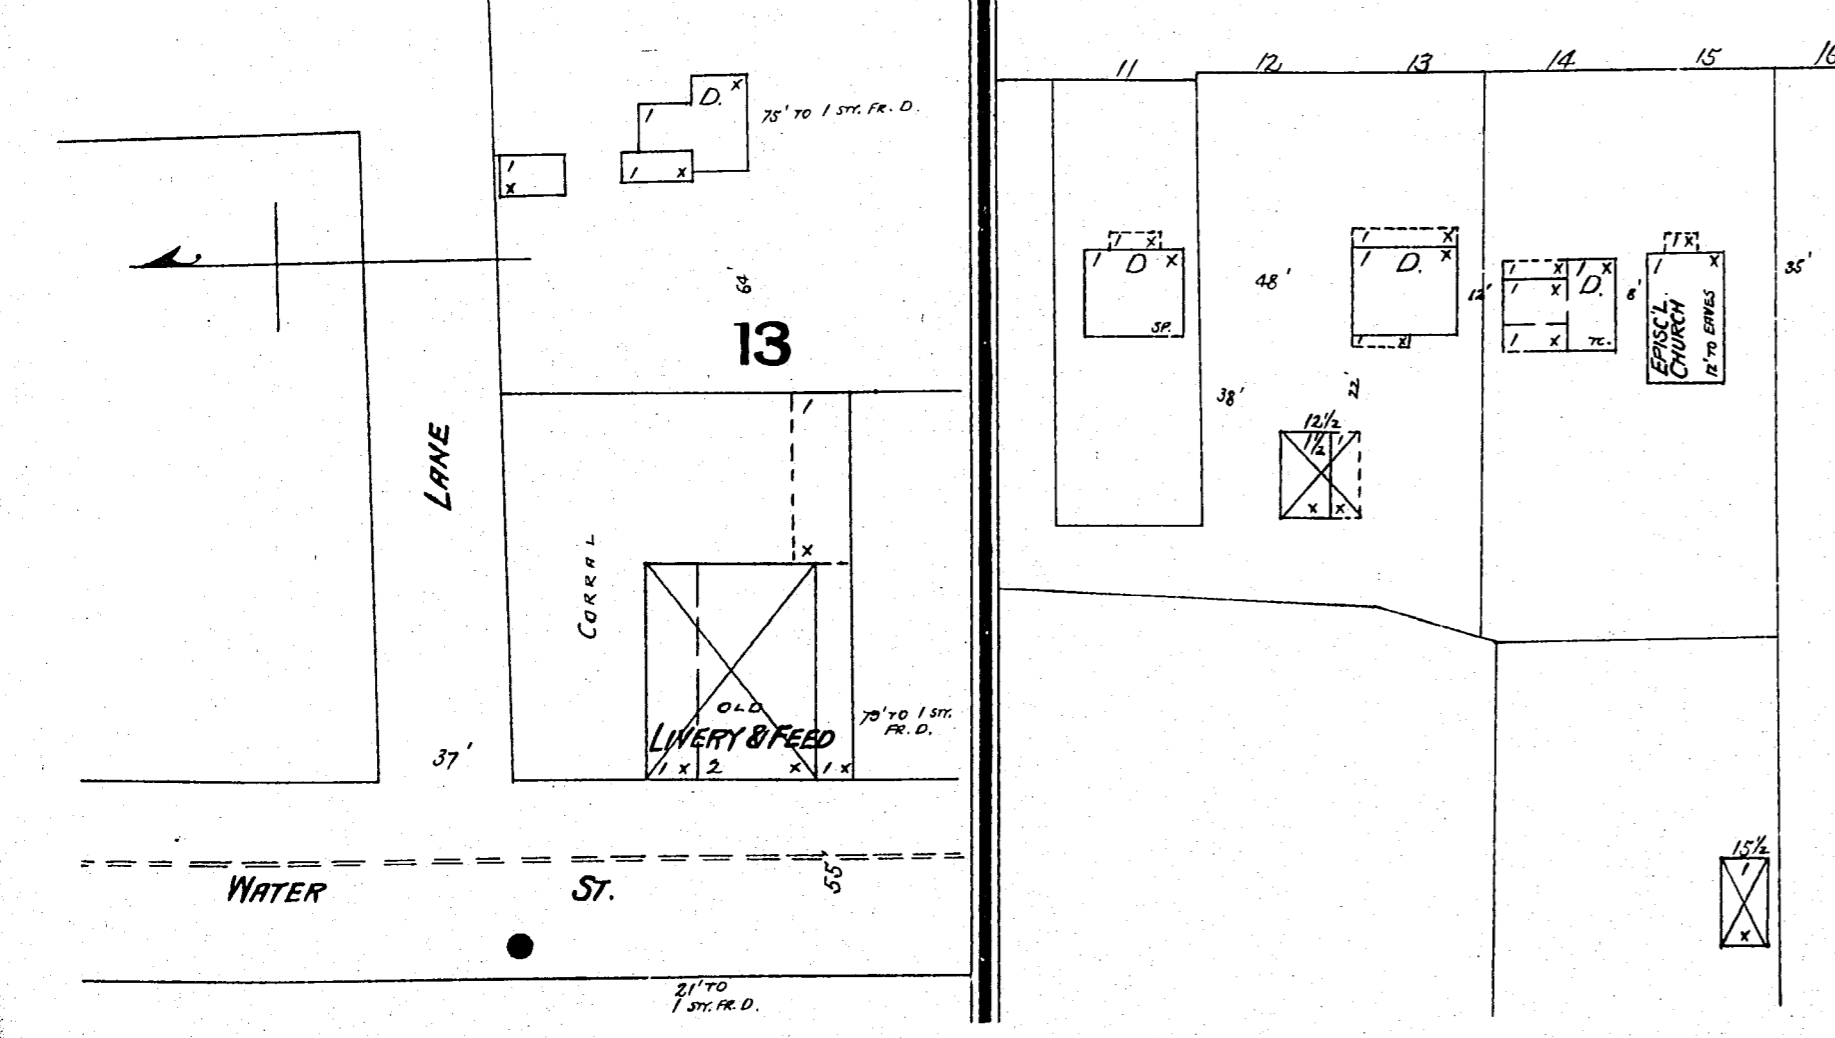 D. X
1
1 X
1
X
75' TO 1 STY. FR. D.
64'
13
LANE
CORRAL
1
X
OLD
LIVERY & FEED
1 X 2 X 1 X
79' TO 1 STY.
FR. D.
37'
WATER ST.
55'
21' TO
1 STY. FR. D.
11 12 13 14 15 16
1 X
1 D X
SP.
48'
1 X
1 D. X
1 X
12'
1 X
1 X
1 X
1 X
D.
8'
1 X
1 X
EPISC'L.
CHURCH
12' TO EAVES
35'
38'
22'
12½
1½ 1
X X
15½
1
X